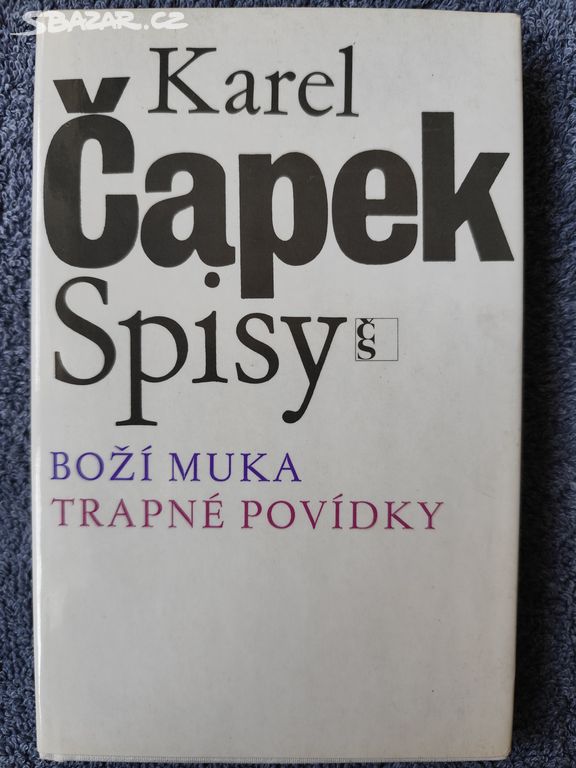 SBAZAR.CZ
Karel
Čapek
Spisy
ČS
BOŽÍ MUKA
TRAPNÉ POVÍDKY